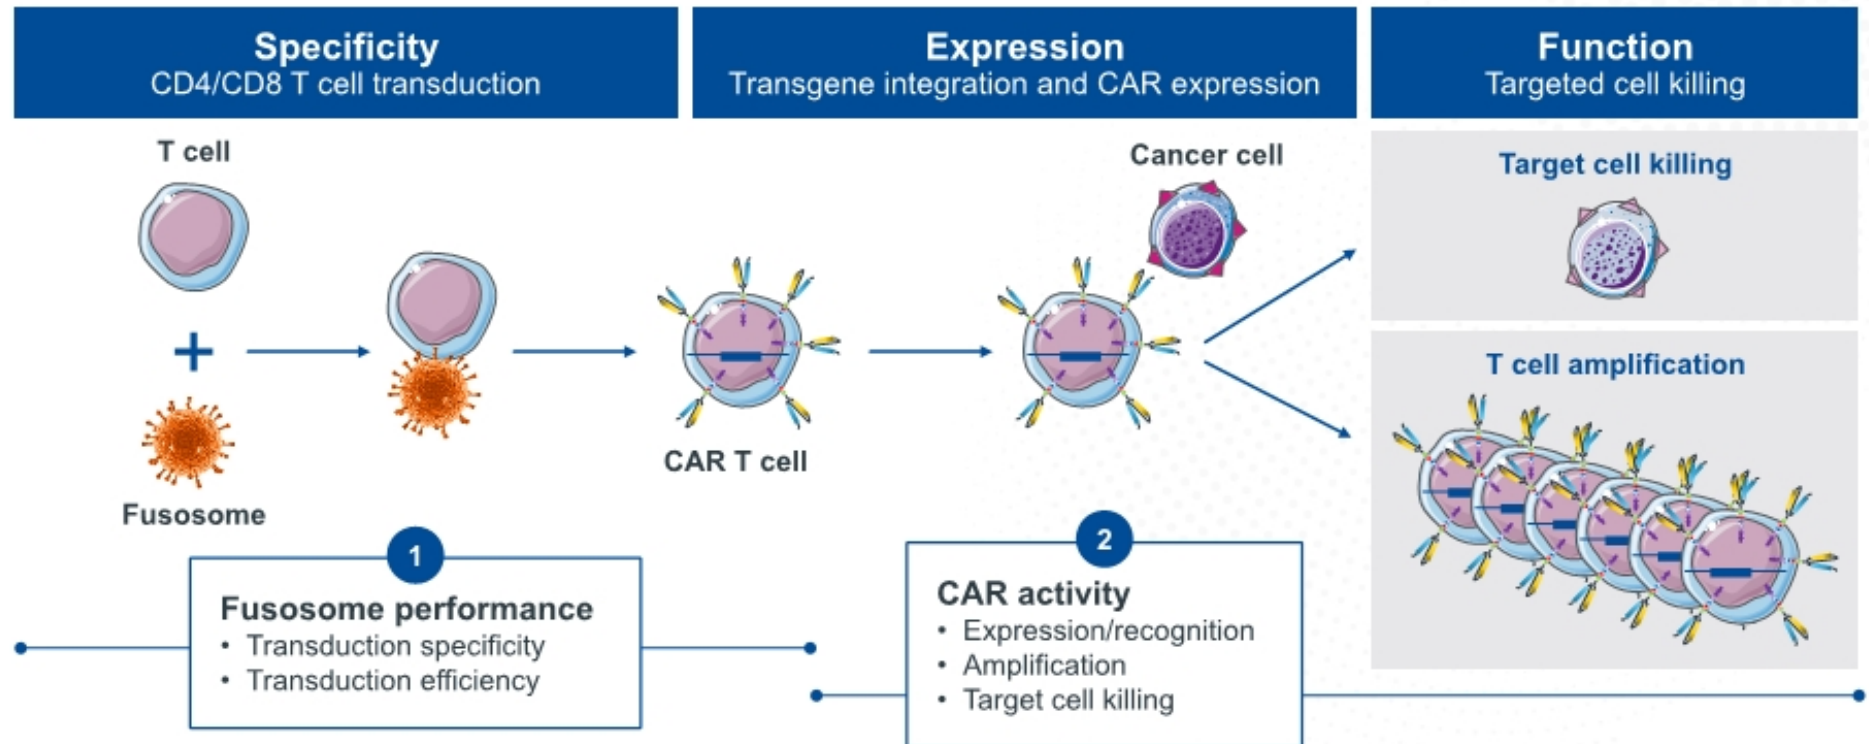 Specificity
CD4/CD8 T cell transduction
Expression
Transgene integration and CAR expression
Function
Targeted cell killing
T cell
Fusosome
CAR T cell
Cancer cell
Target cell killing
T cell amplification
1
Fusosome performance
• Transduction specificity
• Transduction efficiency
2
CAR activity
• Expression/recognition
• Amplification
• Target cell killing